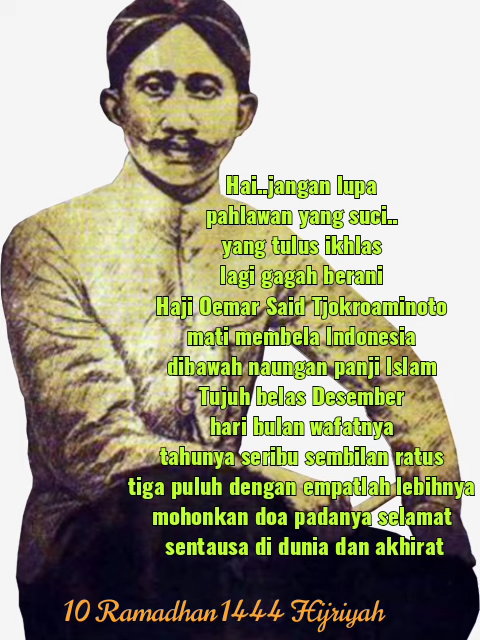 Hai..jangan lupa
pahlawan yang suci..
yang tulus ikhlas
lagi gagah berani
Haji Oemar Said Tjokroaminoto
mati membela Indonesia
dibawah naungan panji Islam
Tujuh belas Desember
hari bulan wafatnya
tahunya seribu sembilan ratus
tiga puluh dengan empatlah lebihnya
mohonkan doa padanya selamat
sentausa di dunia dan akhirat
10 Ramadhan 1444 Hijriyah